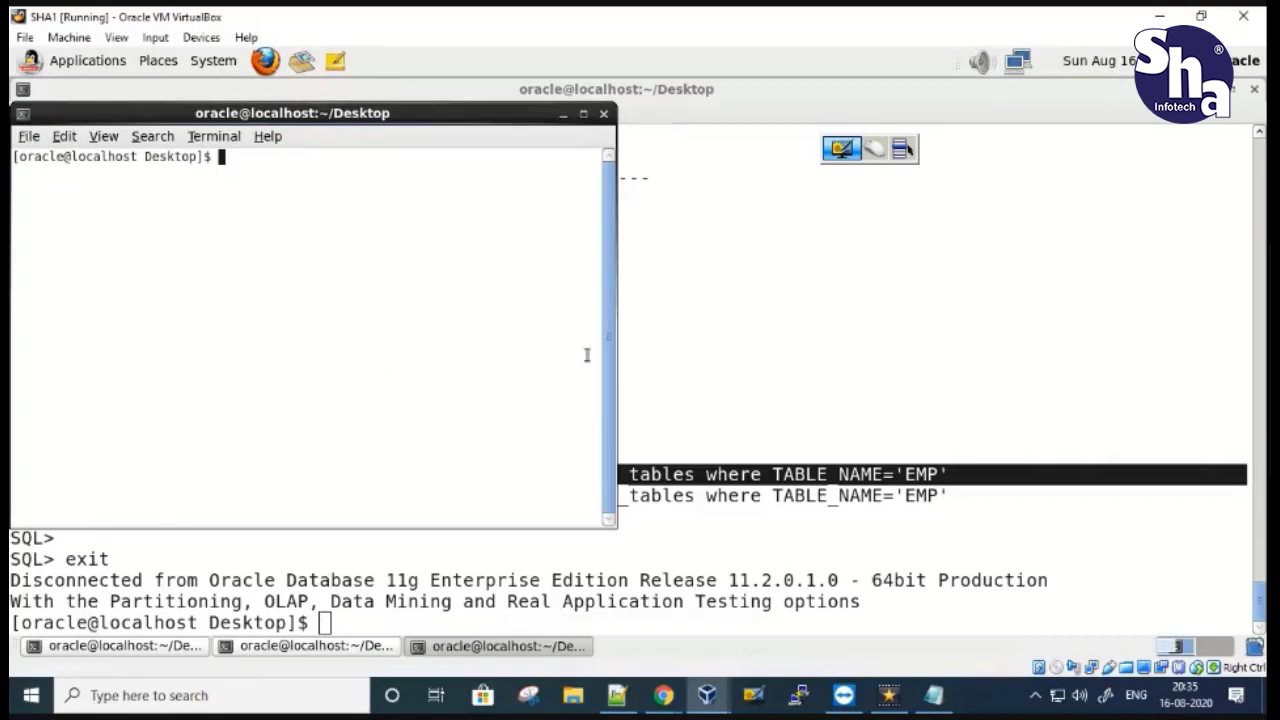 SHA1 [Running] - Oracle VM VirtualBox
File Machine View Input Devices Help
Applications Places System
Sun Aug 16
acle
Sha
®
Infotech
oracle@localhost:~/Desktop
oracle@localhost:~/Desktop
File Edit View Search Terminal Help
[oracle@localhost Desktop]$
---
_tables where TABLE_NAME='EMP'
_tables where TABLE_NAME='EMP'
SQL>
SQL> exit
Disconnected from Oracle Database 11g Enterprise Edition Release 11.2.0.1.0 - 64bit Production
With the Partitioning, OLAP, Data Mining and Real Application Testing options
[oracle@localhost Desktop]$
oracle@localhost:~/De... oracle@localhost:~/De... oracle@localhost:~/De...
Right Ctrl
Type here to search
ENG
20:35
16-08-2020